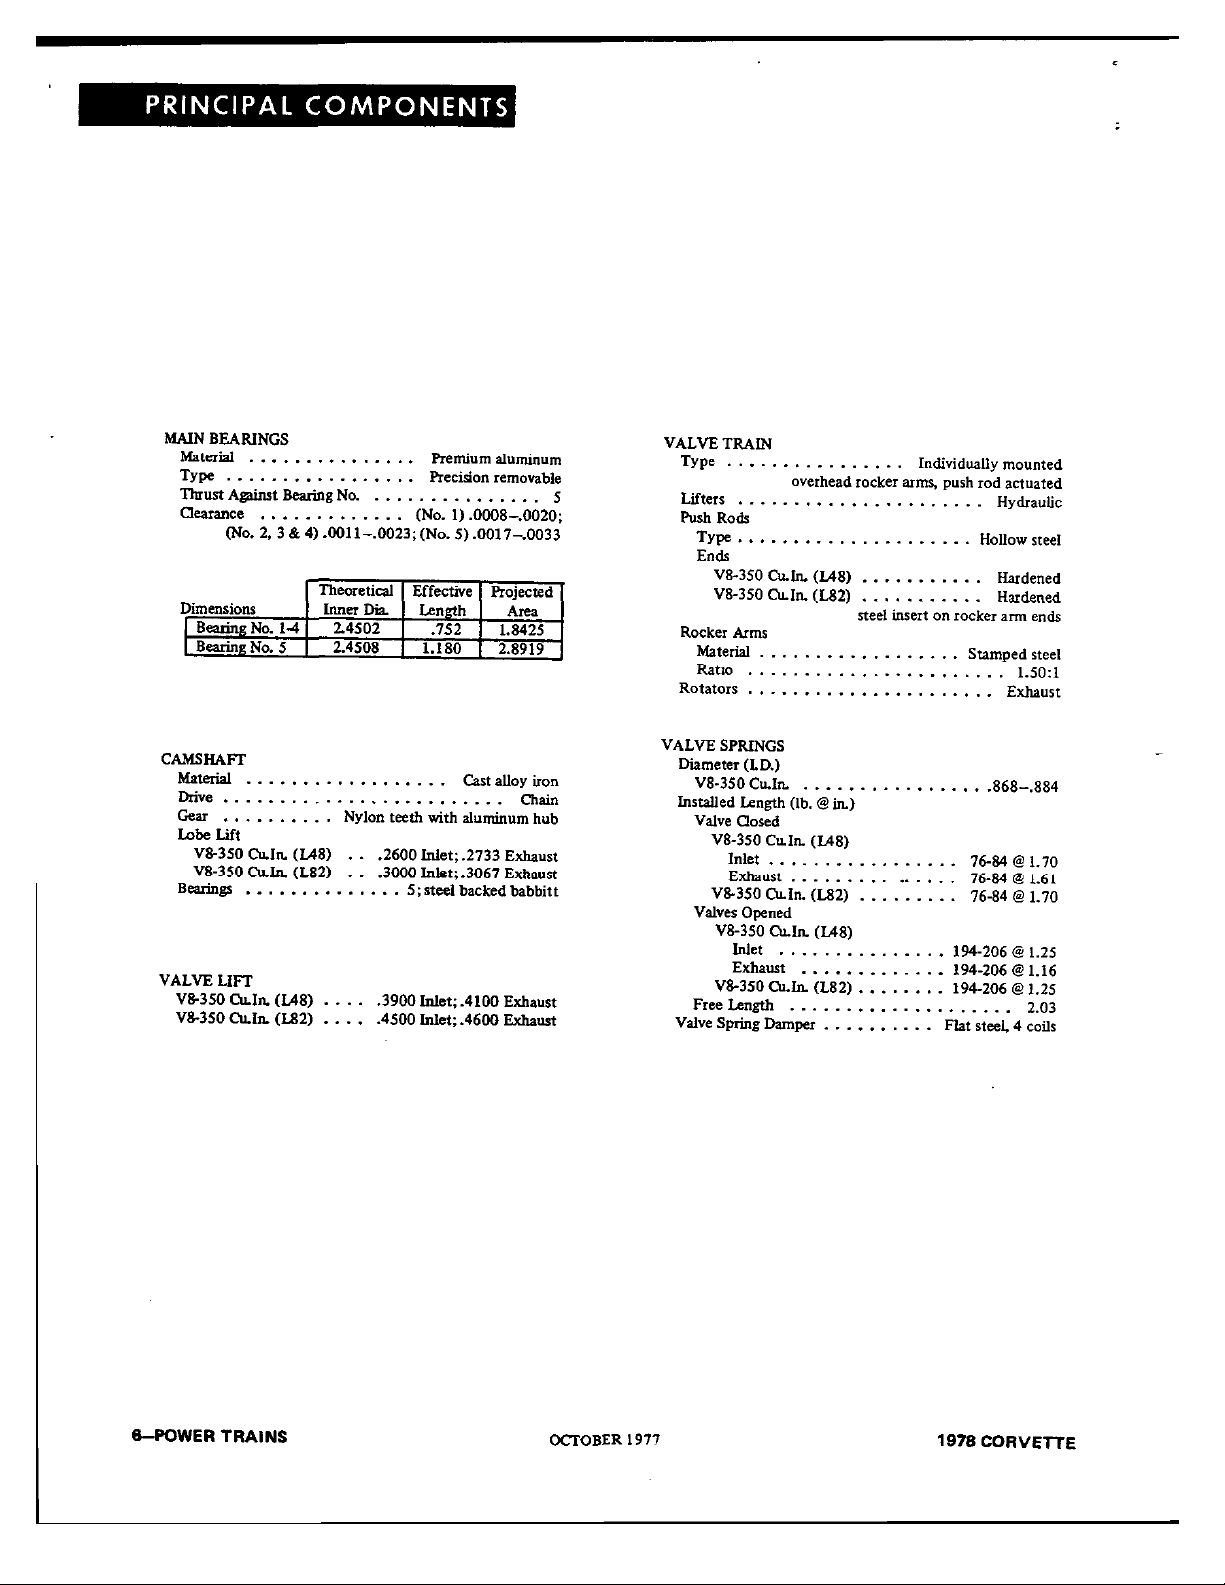 PRINCIPAL COMPONENTS
MAIN BEARINGS
Material . . . . . . . . . . . . . . . Premium aluminum
Type . . . . . . . . . . . . . . . . . Precision removable
Thrust Against Bearing No. . . . . . . . . . . . . . . . 5
Clearance . . . . . . . . . . . . . (No. 1) .0008–.0020;
(No. 2, 3 & 4) .0011–.0023; (No. 5) .0017–.0033
Theoretical Effective Projected
Dimensions Inner Dia. Length Area
Bearing No. 1-4 2.4502 .752 1.8425
Bearing No. 5 2.4508 1.180 2.8919
CAMSHAFT
Material . . . . . . . . . . . . . . . . . . Cast alloy iron
Drive . . . . . . . . . . . . . . . . . . . . . . . . . Chain
Gear . . . . . . . . . . Nylon teeth with aluminum hub
Lobe Lift
V8-350 Cu.In. (L48) . . .2600 Inlet; .2733 Exhaust
V8-350 Cu.In. (L82) . . .3000 Inlet; .3067 Exhaust
Bearings . . . . . . . . . . . . . . 5; steel backed babbitt
VALVE LIFT
V8-350 Cu.In. (L48) . . . . .3900 Inlet; .4100 Exhaust
V8-350 Cu.In. (L82) . . . . .4500 Inlet; .4600 Exhaust
VALVE TRAIN
Type . . . . . . . . . . . . . . . . Individually mounted
overhead rocker arms, push rod actuated
Lifters . . . . . . . . . . . . . . . . . . . . . . Hydraulic
Push Rods
Type . . . . . . . . . . . . . . . . . . . . . Hollow steel
Ends
V8-350 Cu.In. (L48) . . . . . . . . . . . Hardened
V8-350 Cu.In. (L82) . . . . . . . . . . . Hardened
steel insert on rocker arm ends
Rocker Arms
Material . . . . . . . . . . . . . . . . . . Stamped steel
Ratio . . . . . . . . . . . . . . . . . . . . . . . 1.50:1
Rotators . . . . . . . . . . . . . . . . . . . . . . Exhaust
VALVE SPRINGS
Diameter (I.D.)
V8-350 Cu.In. . . . . . . . . . . . . . . . . . .868–.884
Installed Length (lb. @ in.)
Valve Closed
V8-350 Cu.In. (L48)
Inlet . . . . . . . . . . . . . . . . . 76-84 @ 1.70
Exhaust . . . . . . . . . . . . . . . 76-84 @ 1.61
V8-350 Cu.In. (L82) . . . . . . . . . 76-84 @ 1.70
Valves Opened
V8-350 Cu.In. (L48)
Inlet . . . . . . . . . . . . . . . 194-206 @ 1.25
Exhaust . . . . . . . . . . . . . 194-206 @ 1.16
V8-350 Cu.In. (L82) . . . . . . . . 194-206 @ 1.25
Free Length . . . . . . . . . . . . . . . . . . . . 2.03
Valve Spring Damper . . . . . . . . . . Flat steel, 4 coils
6—POWER TRAINS OCTOBER 1977 1978 CORVETTE